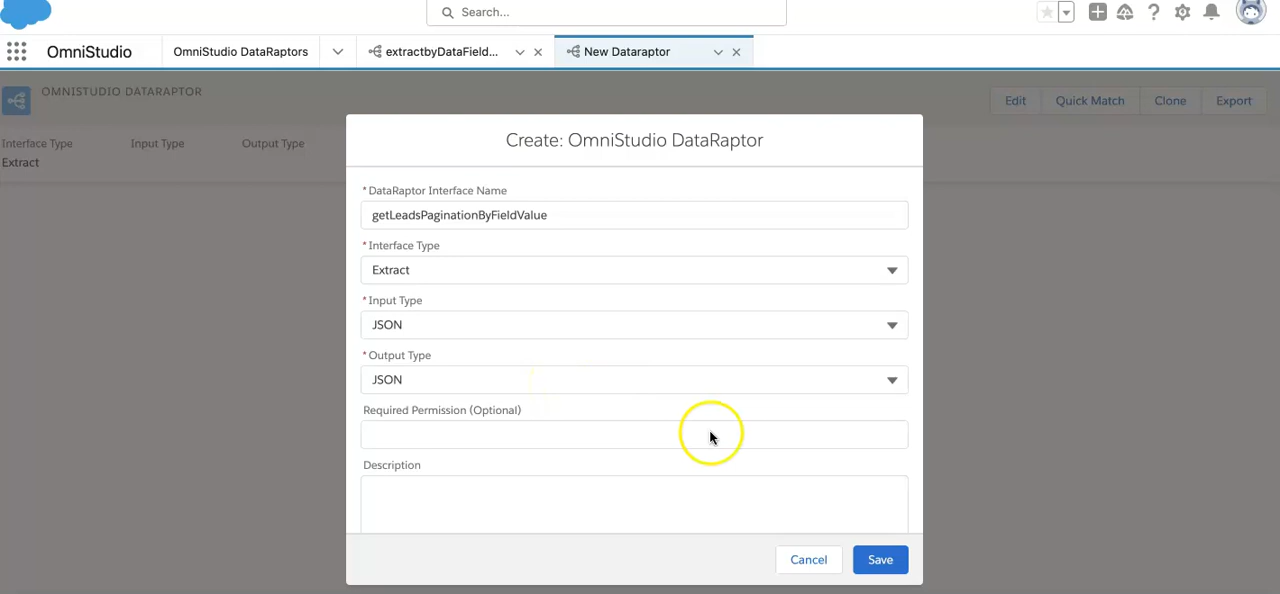 Search...
OmniStudio
OmniStudio DataRaptors
extractbyDataField...
New Dataraptor
OMNISTUDIO DATARAPTOR
Edit
Quick Match
Clone
Export
Interface Type
Input Type
Output Type
Extract
Create: OmniStudio DataRaptor
*DataRaptor Interface Name
getLeadsPaginationByFieldValue
*Interface Type
Extract
*Input Type
JSON
*Output Type
JSON
Required Permission (Optional)
Description
Cancel
Save